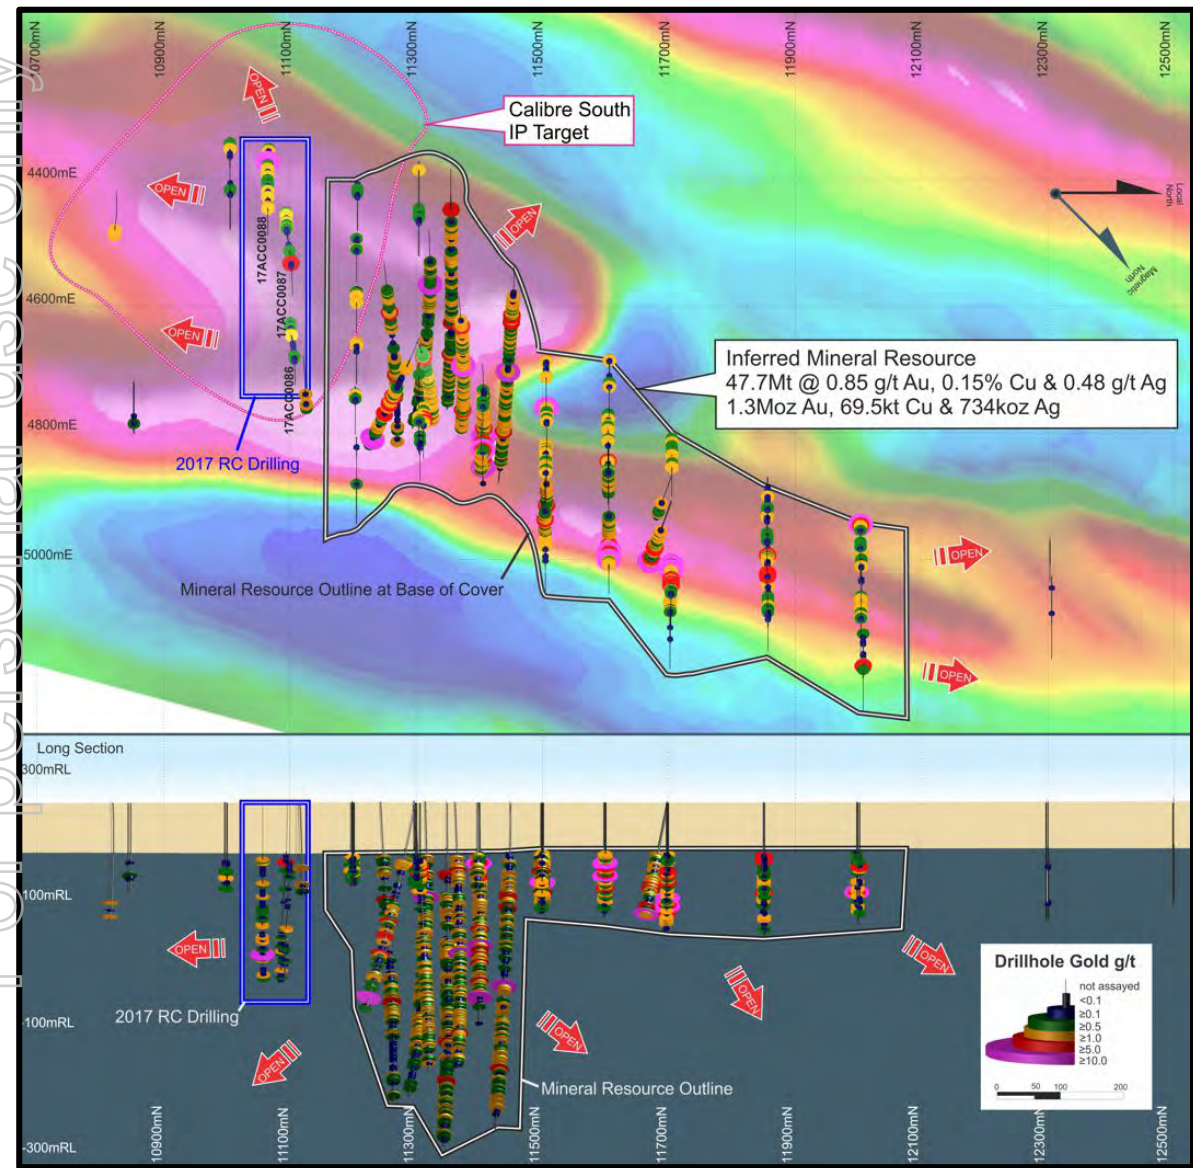 For personal use only
10700mN
10900mN
11100mN
11300mN
11500mN
11700mN
11900mN
12100mN
12300mN
12500mN
OPEN
Calibre South
IP Target
4400mE
OPEN
OPEN
Local
North
Magnetic
North
17ACC0088
17ACC0087
4600mE
OPEN
Inferred Mineral Resource
47.7Mt @ 0.85 g/t Au, 0.15% Cu & 0.48 g/t Ag
1.3Moz Au, 69.5kt Cu & 734koz Ag
17ACC0086
4800mE
2017 RC Drilling
5000mE
OPEN
Mineral Resource Outline at Base of Cover
OPEN
Long Section
300mRL
100mRL
OPEN
OPEN
OPEN
2017 RC Drilling
-100mRL
OPEN
OPEN
Drillhole Gold g/t
not assayed
<0.1
≥0.1
≥0.5
≥1.0
≥5.0
≥10.0
0 50 100 200
Mineral Resource Outline
-300mRL
10900mN
11100mN
11300mN
11500mN
11700mN
11900mN
12100mN
12300mN
12500mN